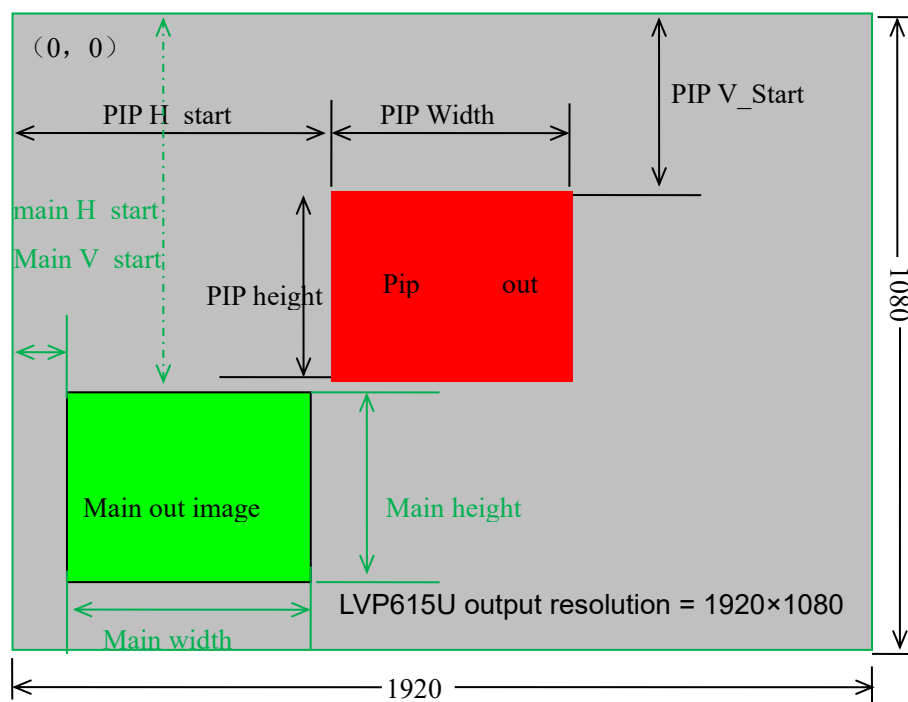 （0，0）
PIP V_Start
PIP H start
PIP Width
main H start
Main V start
PIP height
Pip out
1080
Main out image
Main height
LVP615U output resolution = 1920×1080
Main width
1920